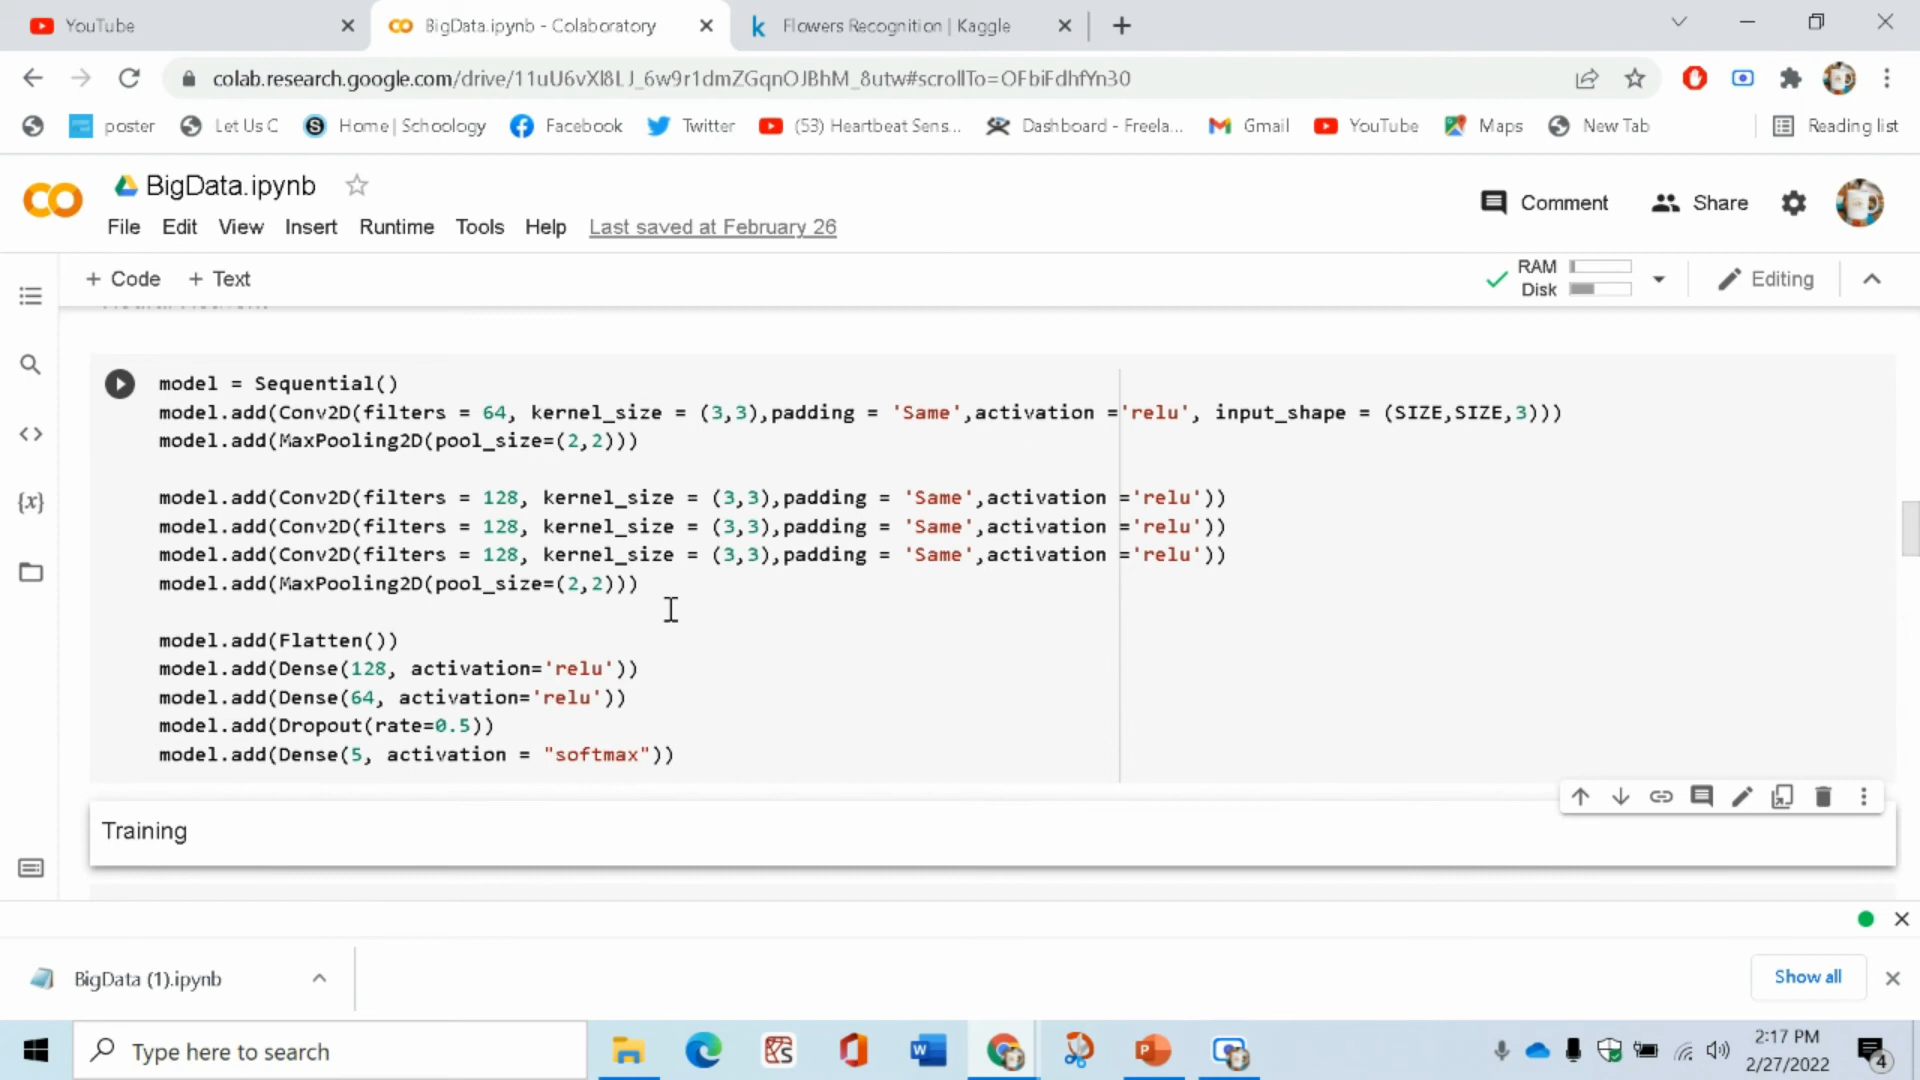 YouTube
BigData.ipynb - Colaboratory
Flowers Recognition | Kaggle
colab.research.google.com/drive/11uU6vXl8LJ_6w9r1dmZGqnOJBhM_8utw#scrollTo=OFbiFdhfYn30
poster
Let Us C
Home | Schoology
Facebook
Twitter
(53) Heartbeat Sens...
Dashboard - Freela...
Gmail
YouTube
Maps
New Tab
Reading list
BigData.ipynb
Comment
Share
File Edit View Insert Runtime Tools Help Last saved at February 26
+ Code + Text
RAM
Disk
Editing
model = Sequential()
model.add(Conv2D(filters = 64, kernel_size = (3,3),padding = 'Same',activation ='relu', input_shape = (SIZE,SIZE,3)))
model.add(MaxPooling2D(pool_size=(2,2)))
model.add(Conv2D(filters = 128, kernel_size = (3,3),padding = 'Same',activation ='relu'))
model.add(Conv2D(filters = 128, kernel_size = (3,3),padding = 'Same',activation ='relu'))
model.add(Conv2D(filters = 128, kernel_size = (3,3),padding = 'Same',activation ='relu'))
model.add(MaxPooling2D(pool_size=(2,2)))
model.add(Flatten())
model.add(Dense(128, activation='relu'))
model.add(Dense(64, activation='relu'))
model.add(Dropout(rate=0.5))
model.add(Dense(5, activation = "softmax"))
Training
BigData (1).ipynb
Show all
Type here to search
2:17 PM
2/27/2022
4